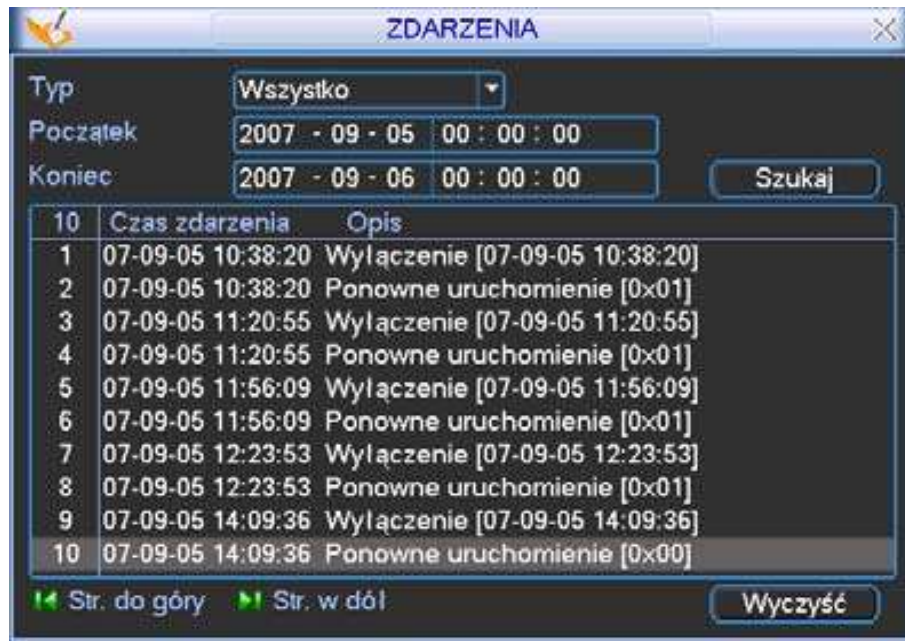 ZDARZENIA
Typ Wszystko
Początek 2007 - 09 - 05 00 : 00 : 00
Koniec 2007 - 09 - 06 00 : 00 : 00 Szukaj
10 Czas zdarzenia Opis
1 07-09-05 10:38:20 Wyłączenie [07-09-05 10:38:20]
2 07-09-05 10:38:20 Ponowne uruchomienie [0x01]
3 07-09-05 11:20:55 Wyłączenie [07-09-05 11:20:55]
4 07-09-05 11:20:55 Ponowne uruchomienie [0x01]
5 07-09-05 11:56:09 Wyłączenie [07-09-05 11:56:09]
6 07-09-05 11:56:09 Ponowne uruchomienie [0x01]
7 07-09-05 12:23:53 Wyłączenie [07-09-05 12:23:53]
8 07-09-05 12:23:53 Ponowne uruchomienie [0x01]
9 07-09-05 14:09:36 Wyłączenie [07-09-05 14:09:36]
10 07-09-05 14:09:36 Ponowne uruchomienie [0x00]
Str. do góry Str. w dół Wyczyść